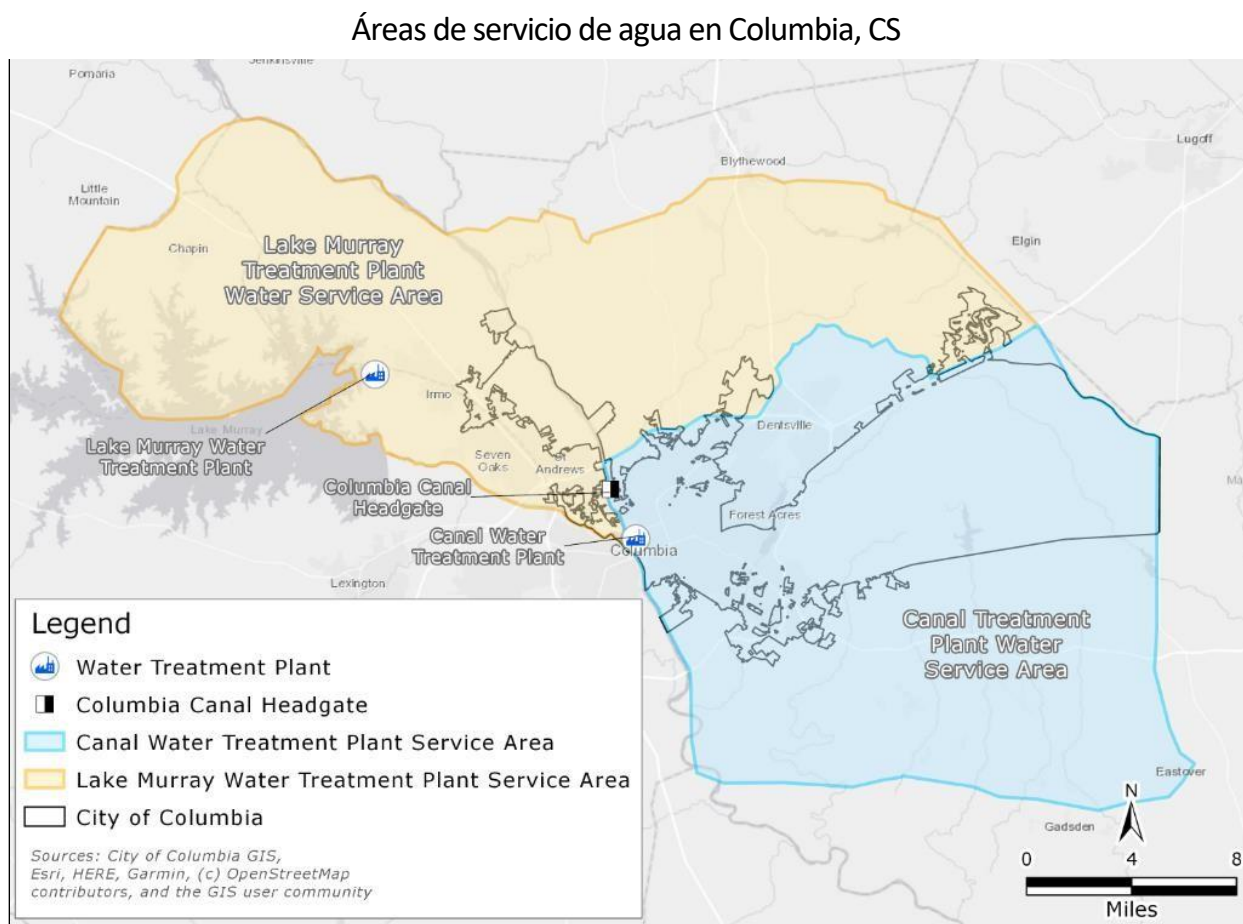 Áreas de servicio de agua en Columbia, CS
Jenkinsville
Pomaria
Lugoff
Blythewood
Little
Mountain
Elgin
Chapin
Lake Murray
Treatment Plant
Water Service Area
Irmo
Lake Murray
Lake Murray Water
Treatment Plant
Dentsville
Seven
Oaks
St
Andrews
Columbia Canal
Headgate
Forest Acres
Canal Water
Treatment Plant
Columbia
Lexington
Canal Treatment
Plant Water
Service Area
Eastover
Gadsden
Legend
Water Treatment Plant
Columbia Canal Headgate
Canal Water Treatment Plant Service Area
Lake Murray Water Treatment Plant Service Area
City of Columbia
Sources: City of Columbia GIS,
Esri, HERE, Garmin, (c) OpenStreetMap
contributors, and the GIS user community
N
0 4 8
Miles